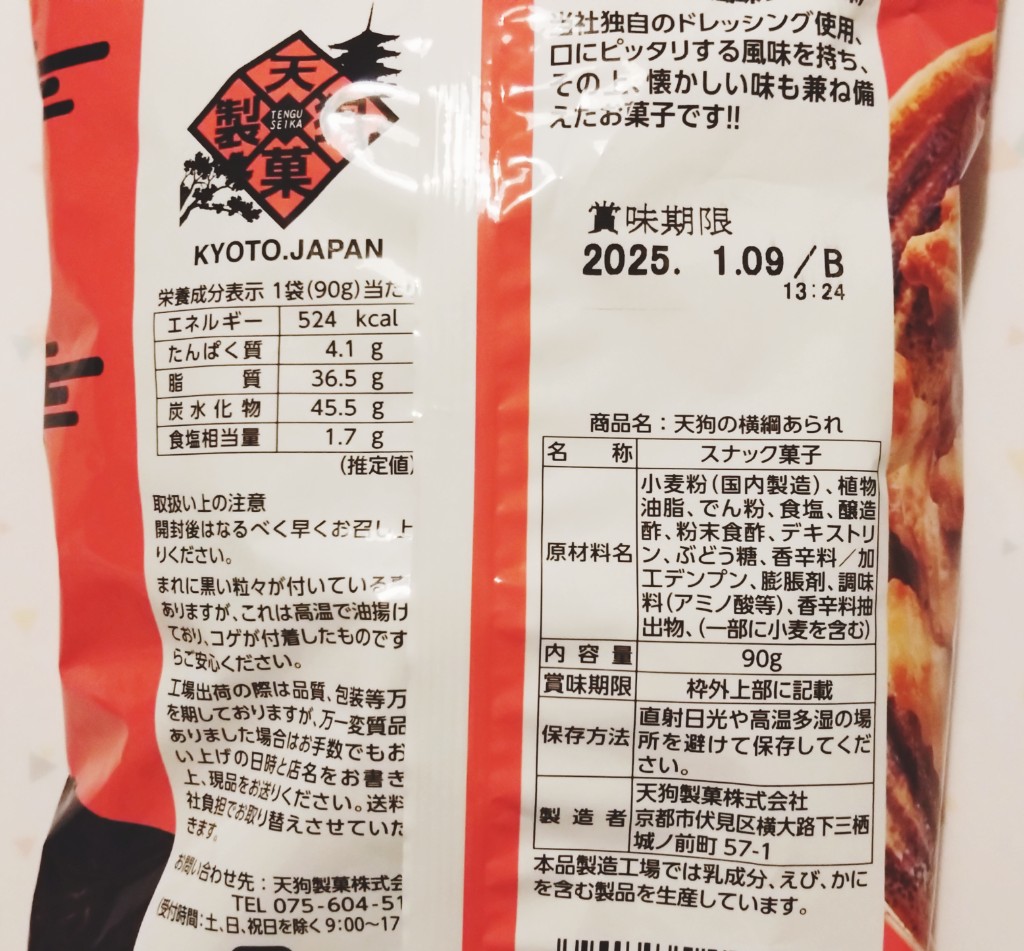 天狗製菓
TENGU
SEIKA
KYOTO.JAPAN
栄養成分表示 1袋(90g)当た
エネルギー 524 kcal
たんぱく質 4.1 g
脂質 36.5 g
炭水化物 45.5 g
食塩相当量 1.7 g
(推定値)
取扱い上の注意
開封後はなるべく早くお召し上
りください。
まれに黒い粒々が付いている
ありますが、これは高温で油揚げ
ており、コゲが付着したものです
らご安心ください。
工場出荷の際は品質、包装等万
を期しておりますが、万一変質品
ありました場合はお手数でもお
い上げの日時と店名をお書き
上、現品をお送りください。送料
社負担でお取り替えさせていた
きます。
お問い合わせ先:天狗製菓株式会
TEL 075-604-51
(受付時間:土、日、祝日を除く9:00~17
当社独自のドレッシング使用、
口にピッタリする風味を持ち、
その上、懐かしい味も兼ね備
えたお菓子です!!
賞味期限
2025. 1.09/B
13:24
商品名:天狗の横綱あられ
名称 スナック菓子
原材料名 小麦粉(国内製造)、植物
油脂、でん粉、食塩、醸造
酢、粉末食酢、デキストリ
ン、ぶどう糖、香辛料/加
工デンプン、膨脹剤、調味
料(アミノ酸等)、香辛料抽
出物、(一部に小麦を含む)
内容量 90g
賞味期限 枠外上部に記載
保存方法 直射日光や高温多湿の場
所を避けて保存してくだ
さい。
製造者 天狗製菓株式会社
京都市伏見区横大路下三栖
城ノ前町57-1
本品製造工場では乳成分、えび、かに
を含む製品を生産しています。